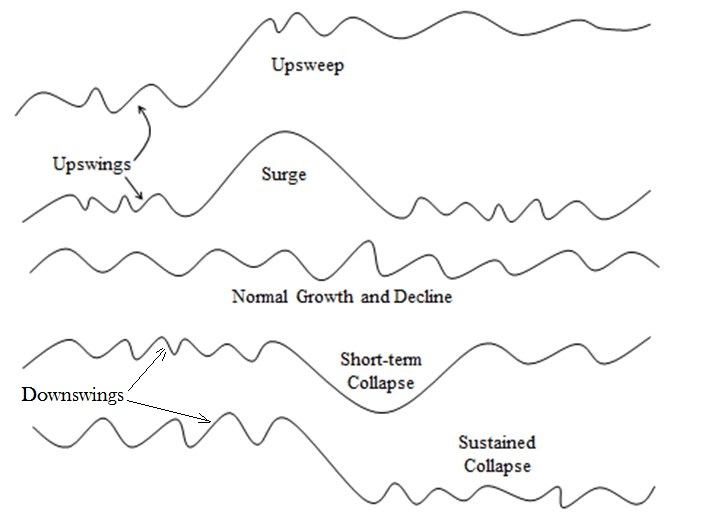 Upsweep
Upswings
Surge
Normal Growth and Decline
Short-term
Collapse
Downswings
Sustained
Collapse